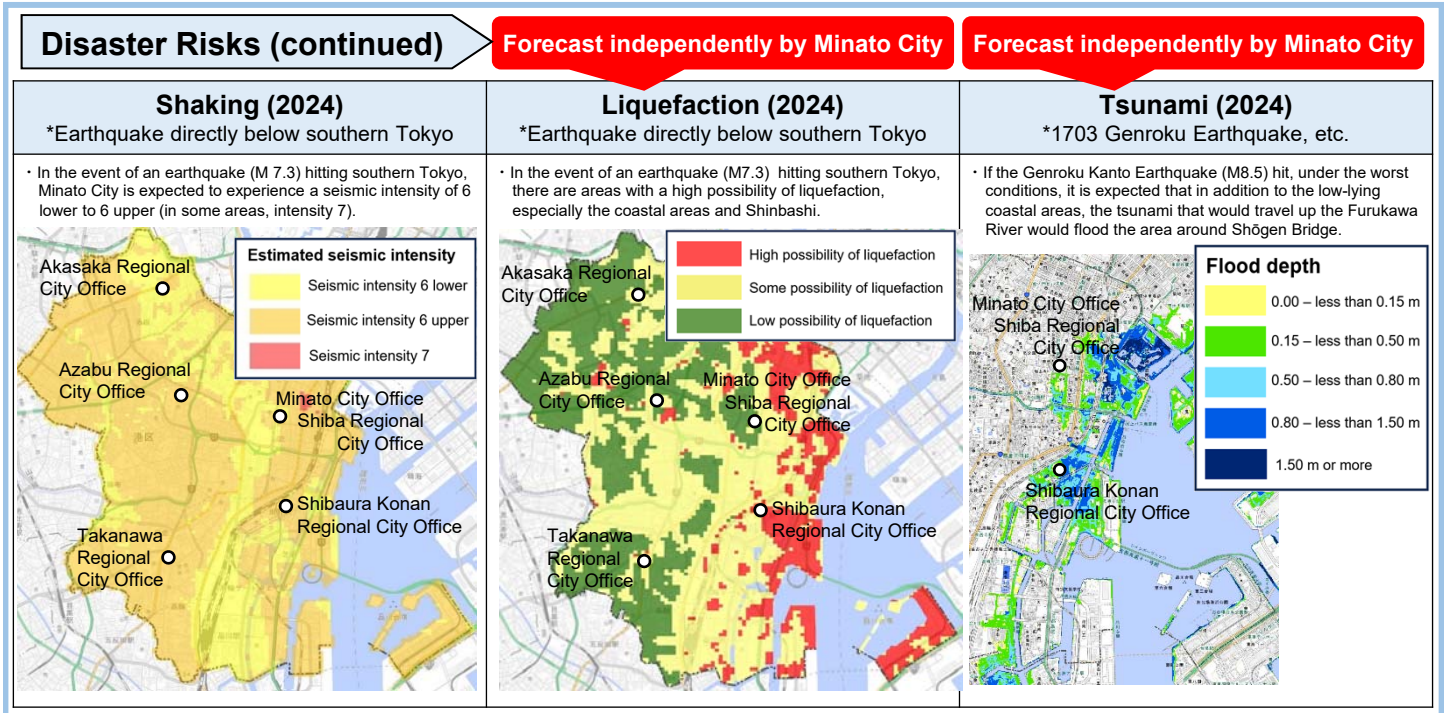 Disaster Risks (continued)
Forecast independently by Minato City
Forecast independently by Minato City
Shaking (2024)
*Earthquake directly below southern Tokyo
・In the event of an earthquake (M 7.3) hitting southern Tokyo,
Minato City is expected to experience a seismic intensity of 6
lower to 6 upper (in some areas, intensity 7).
Estimated seismic intensity
Seismic intensity 6 lower
Seismic intensity 6 upper
Seismic intensity 7
Akasaka Regional
City Office
Azabu Regional
City Office
Minato City Office
Shiba Regional
City Office
港区
Shibaura Konan
Regional City Office
Takanawa
Regional
City Office
Liquefaction (2024)
*Earthquake directly below southern Tokyo
・In the event of an earthquake (M7.3) hitting southern Tokyo,
there are areas with a high possibility of liquefaction,
especially the coastal areas and Shinbashi.
High possibility of liquefaction
Some possibility of liquefaction
Low possibility of liquefaction
Akasaka Regional
City Office
Azabu Regional
City Office
Minato City Office
Shiba Regional
City Office
Shibaura Konan
Regional City Office
Takanawa
Regional
City Office
Tsunami (2024)
*1703 Genroku Earthquake, etc.
・If the Genroku Kanto Earthquake (M8.5) hit, under the worst
conditions, it is expected that in addition to the low-lying
coastal areas, the tsunami that would travel up the Furukawa
River would flood the area around Shōgen Bridge.
Flood depth
0.00 – less than 0.15 m
0.15 – less than 0.50 m
0.50 – less than 0.80 m
0.80 – less than 1.50 m
1.50 m or more
Minato City Office
Shiba Regional
City Office
Shibaura Konan
Regional City Office